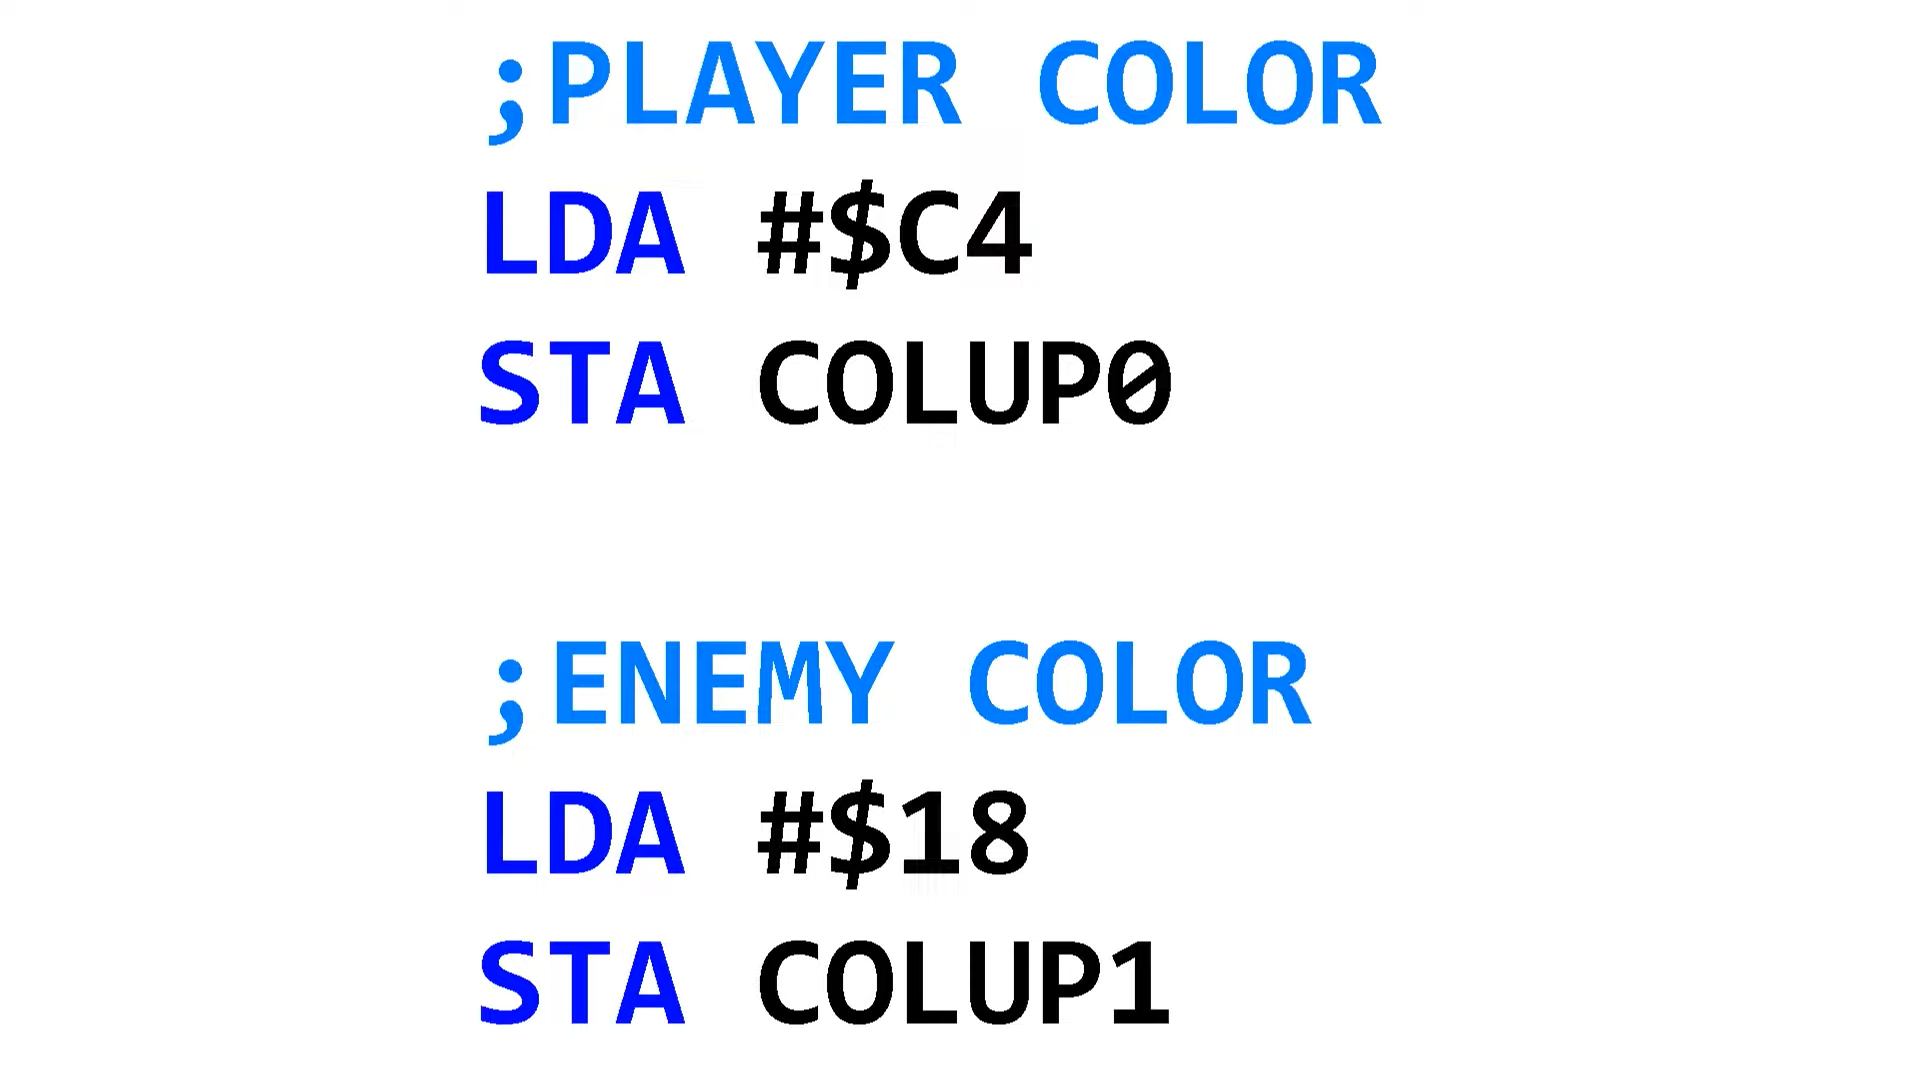 ;PLAYER COLOR
LDA #$C4
STA COLUP0
;ENEMY COLOR
LDA #$18
STA COLUP1